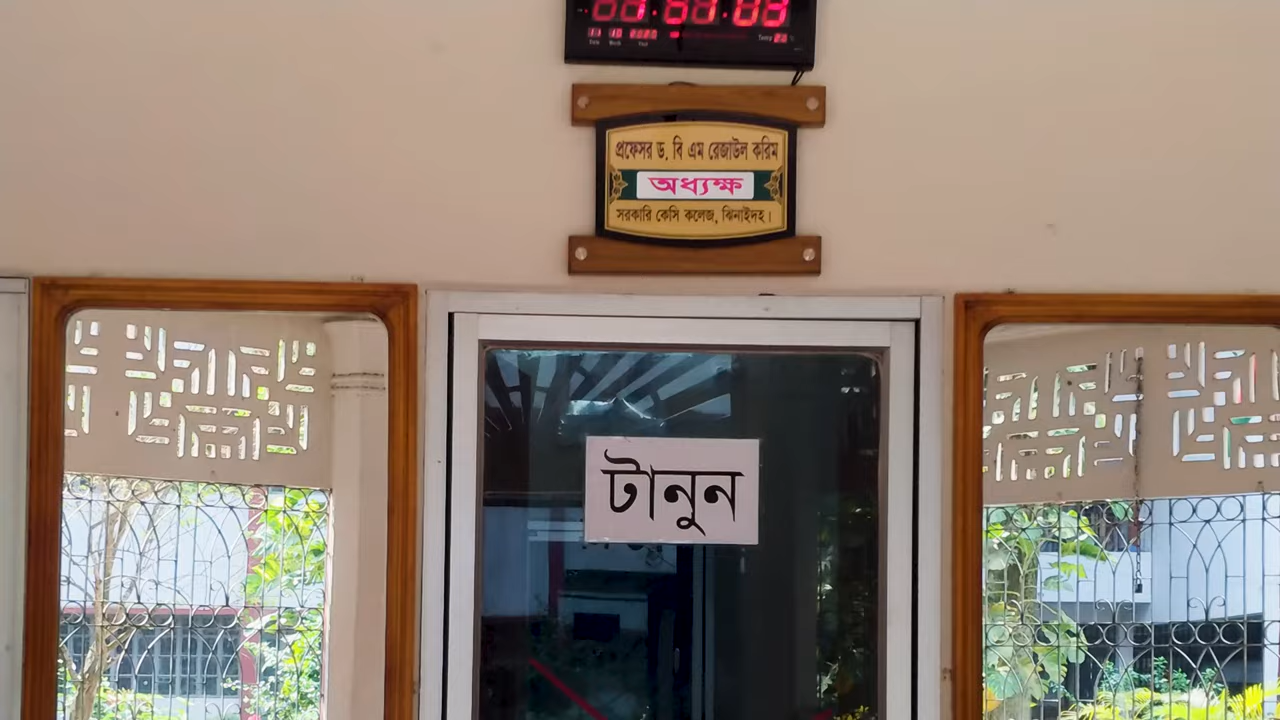 প্রফেসর ড. বি এম রেজাউল করিম
অধ্যক্ষ
সরকারি কেসি কলেজ, ঝিনাইদহ।
টানুন